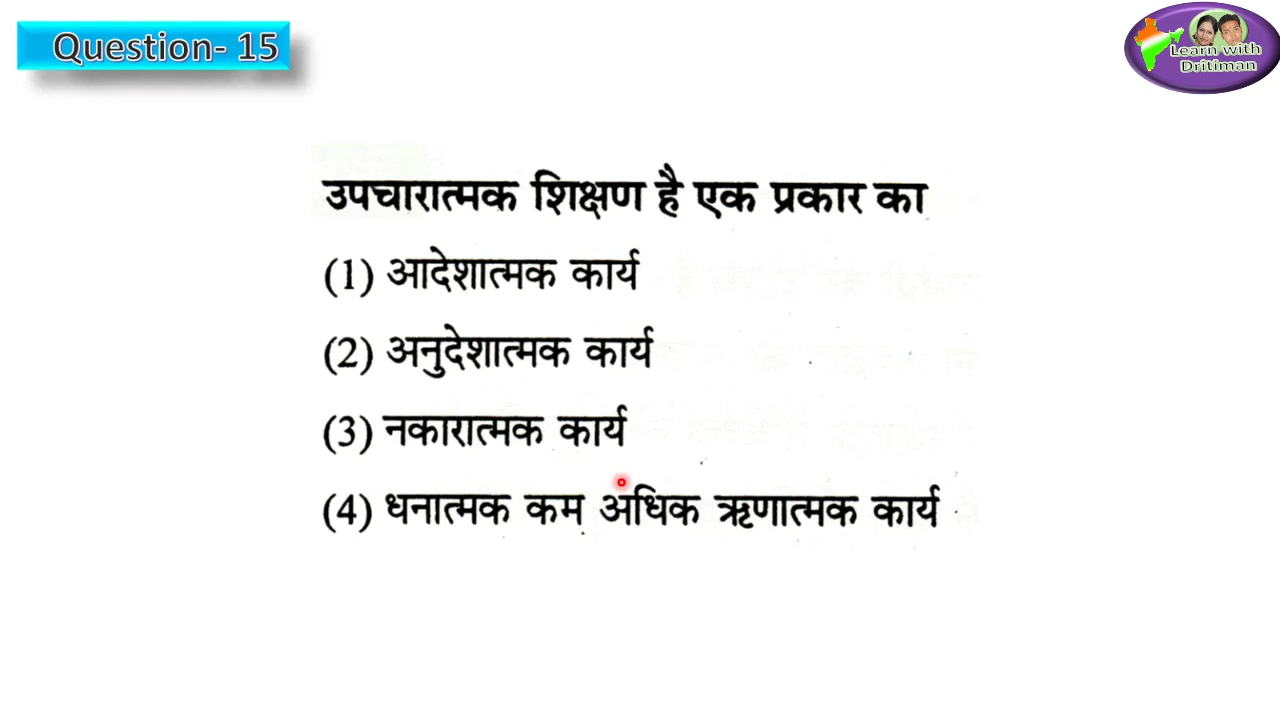 Question- 15
Learn with
Dritiman
उपचारात्मक शिक्षण है एक प्रकार का
(1) आदेशात्मक कार्य
(2) अनुदेशात्मक कार्य
(3) नकारात्मक कार्य
(4) धनात्मक कम अधिक ऋणात्मक कार्य